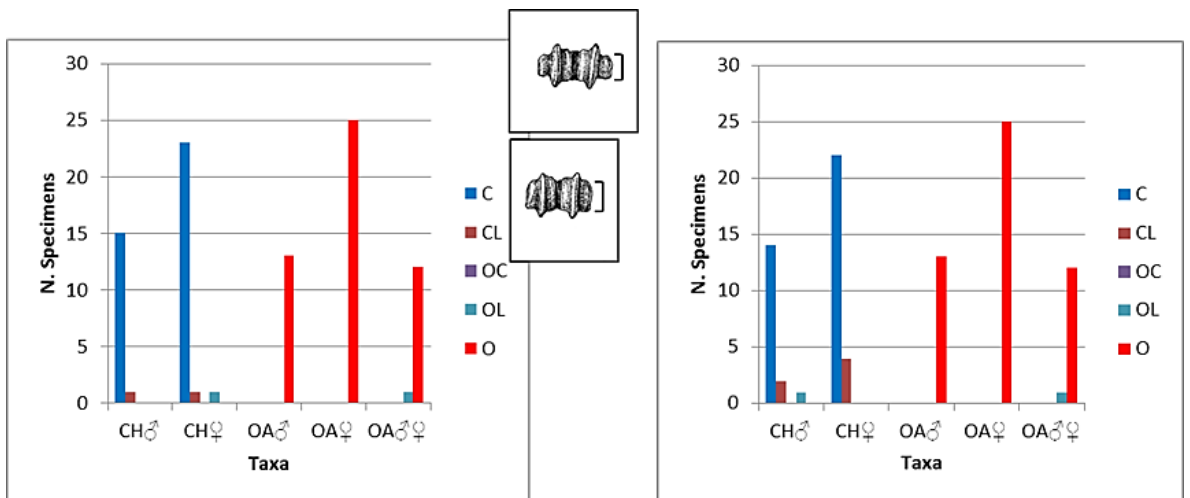 30
25
20
15
10
5
0
N. Specimens
CH♂ CH♀ OA♂ OA♀ OA♂♀
Taxa
C
CL
OC
OL
O
30
25
20
15
10
5
0
N. Specimens
CH♂ CH♀ OA♂ OA♀ OA♂♀
Taxa
C
CL
OC
OL
O